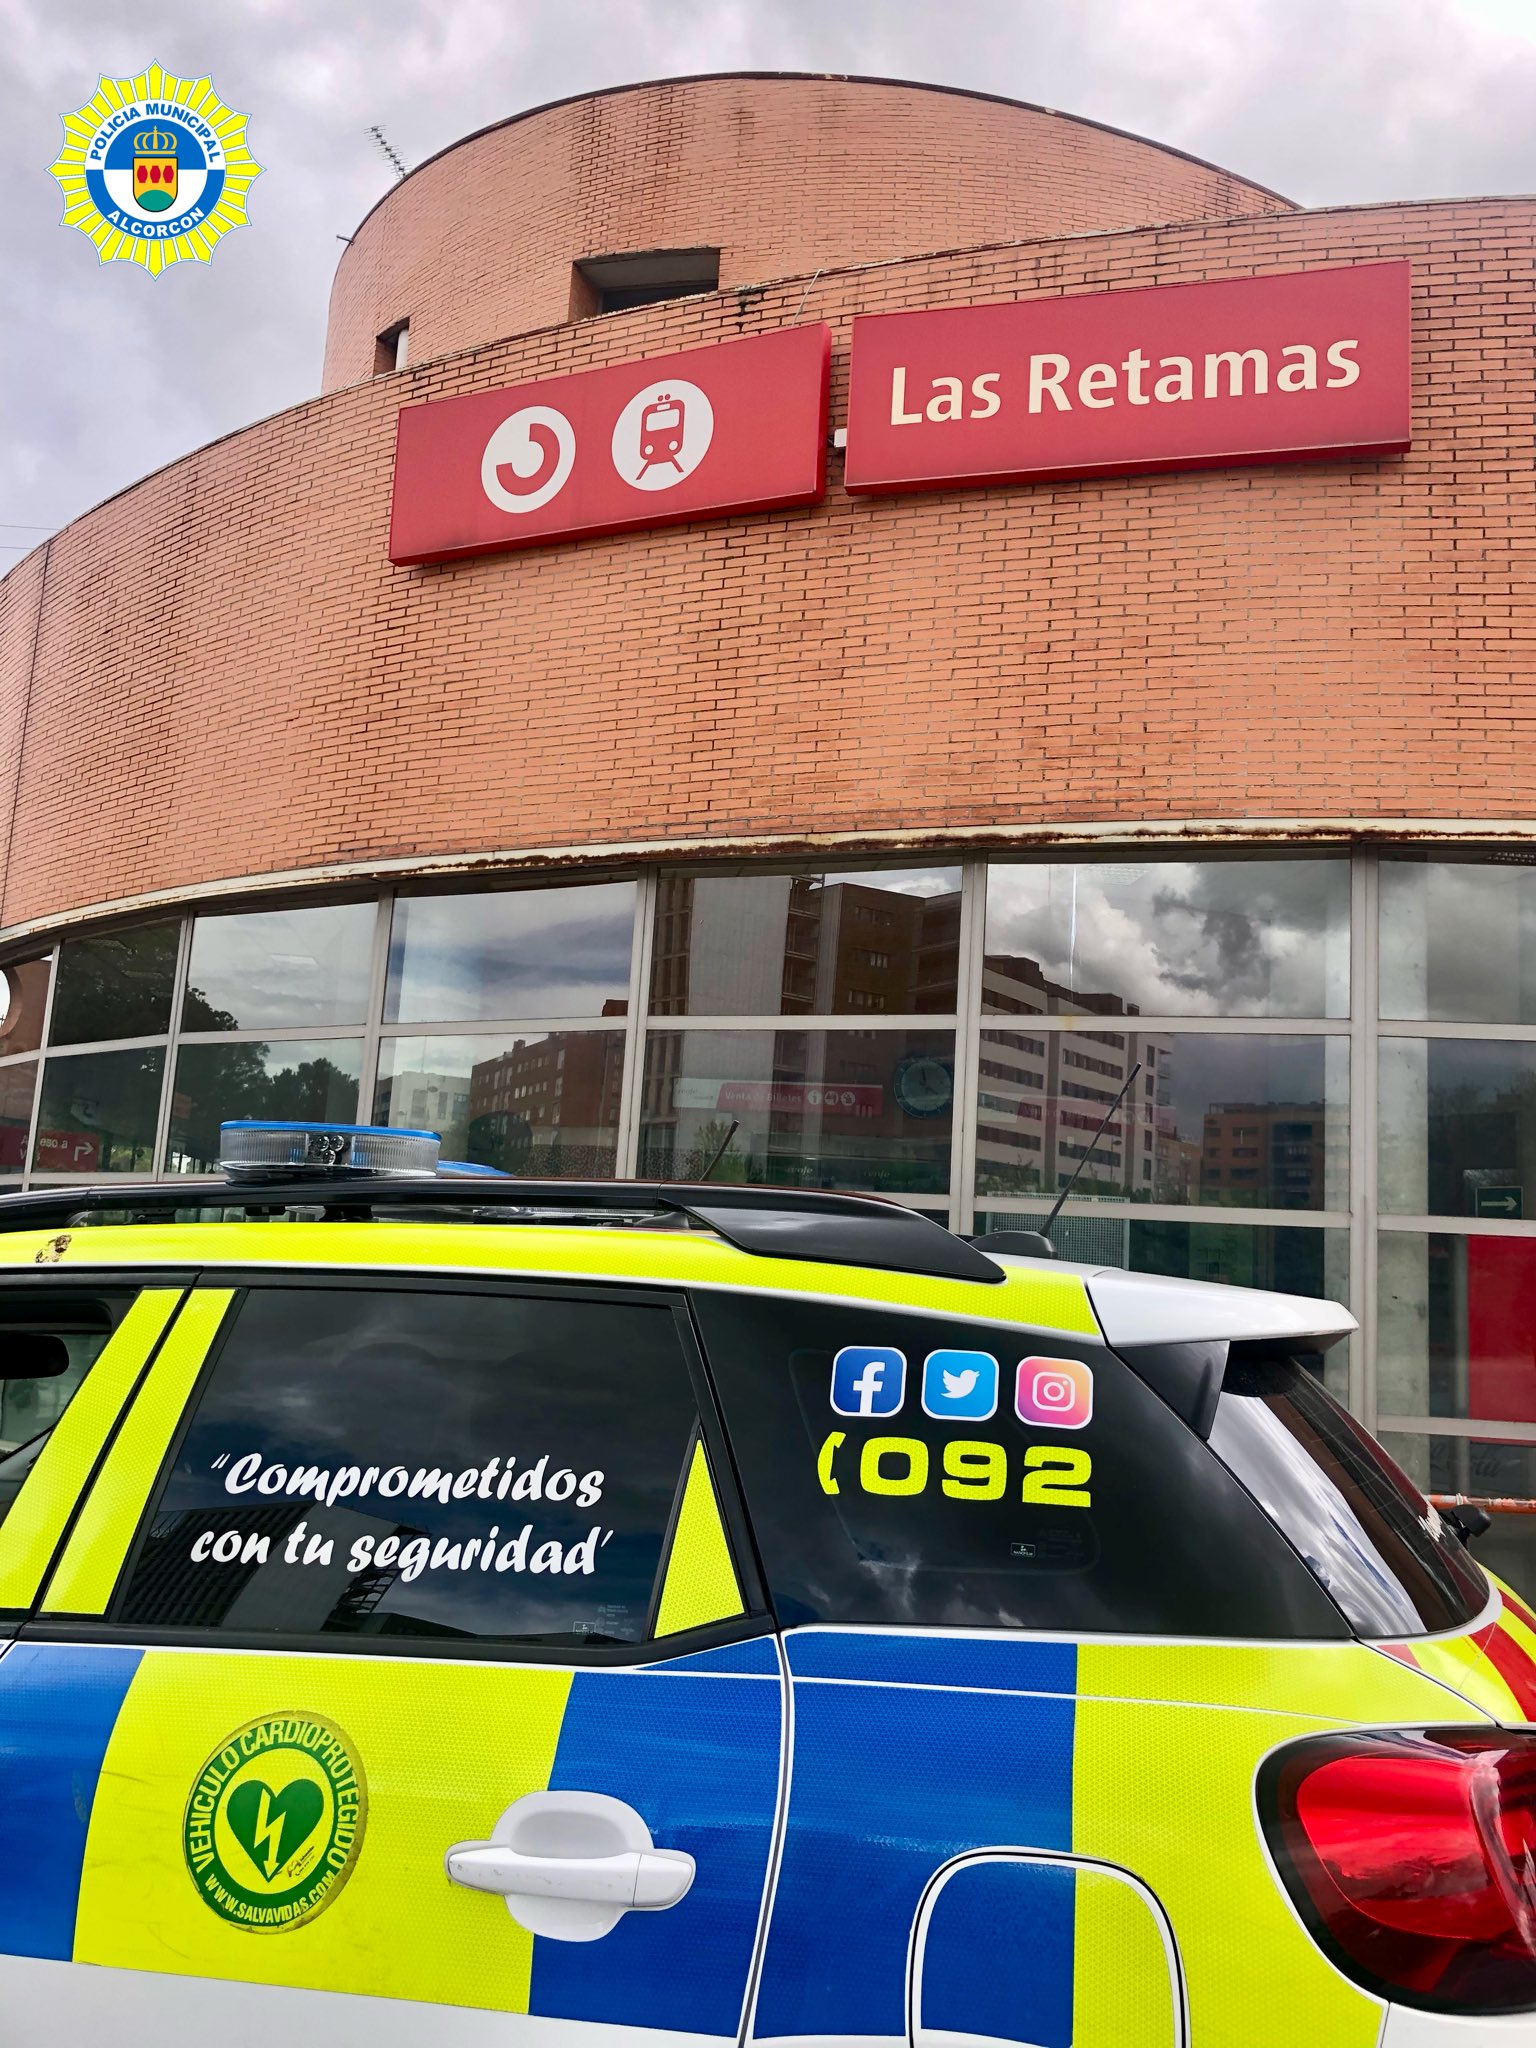 POLICIA MUNICIPAL
ALCORCON
Las Retamas
Venta de Billetes
"Comprometidos
con tu seguridad'
092
VEHICULO CARDIOPROTEGIDO
WWW.SALVAVIDAS.COM